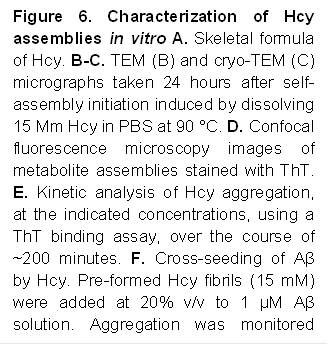 Figure 6. Characterization of Hcy
assemblies in vitro A. Skeletal formula
of Hcy. B-C. TEM (B) and cryo-TEM (C)
micrographs taken 24 hours after self-
assembly initiation induced by dissolving
15 Mm Hcy in PBS at 90 °C. D. Confocal
fluorescence microscopy images of
metabolite assemblies stained with ThT.
E. Kinetic analysis of Hcy aggregation,
at the indicated concentrations, using a
ThT binding assay, over the course of
~200 minutes. F. Cross-seeding of Aβ
by Hcy. Pre-formed Hcy fibrils (15 mM)
were added at 20% v/v to 1 μM Aβ
solution. Aggregation was monitored